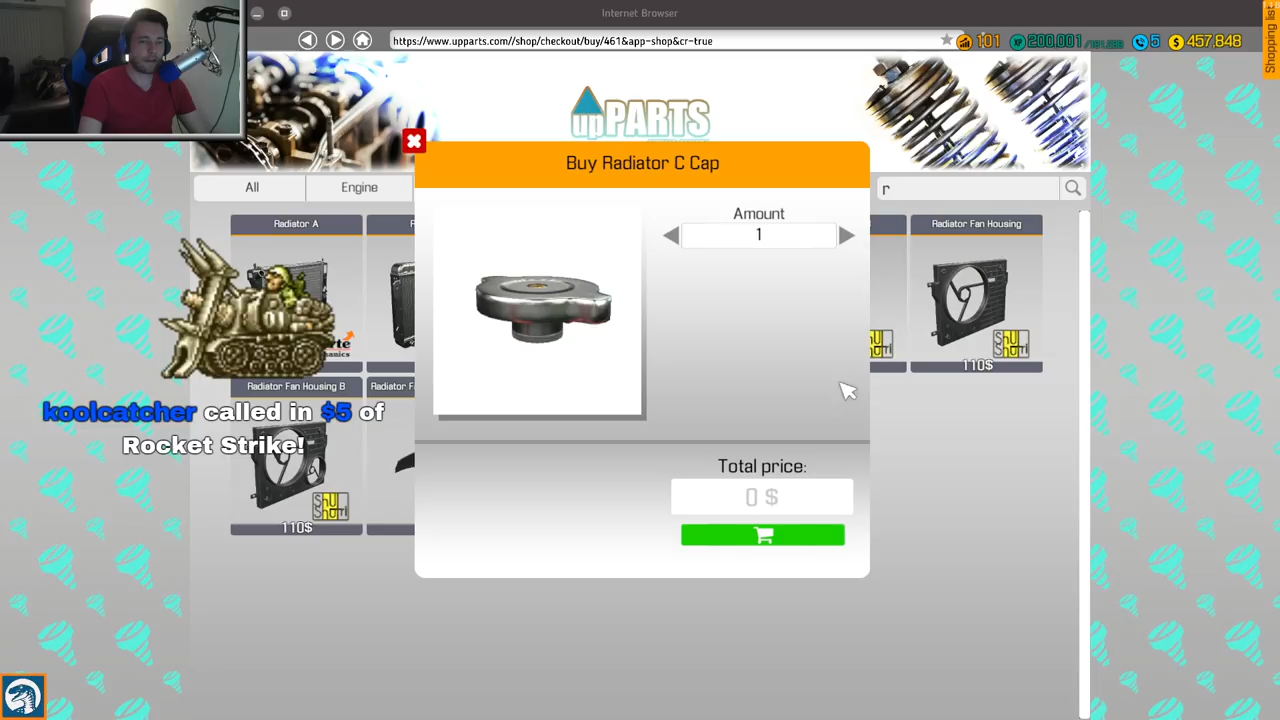 Internet Browser
https://www.upparts.com//shop/checkout/buy/461&app-shop&cr-true
101
200.001
5
457,848
Shopping list
upPARTS
Buy Radiator C Cap
All
Engine
r
Amount
1
Radiator A
Radiator Fan Housing
110$
Radiator Fan Housing B
Radiator F
110$
koolcatcher called in $5 of
Rocket Strike!
Total price:
0 $